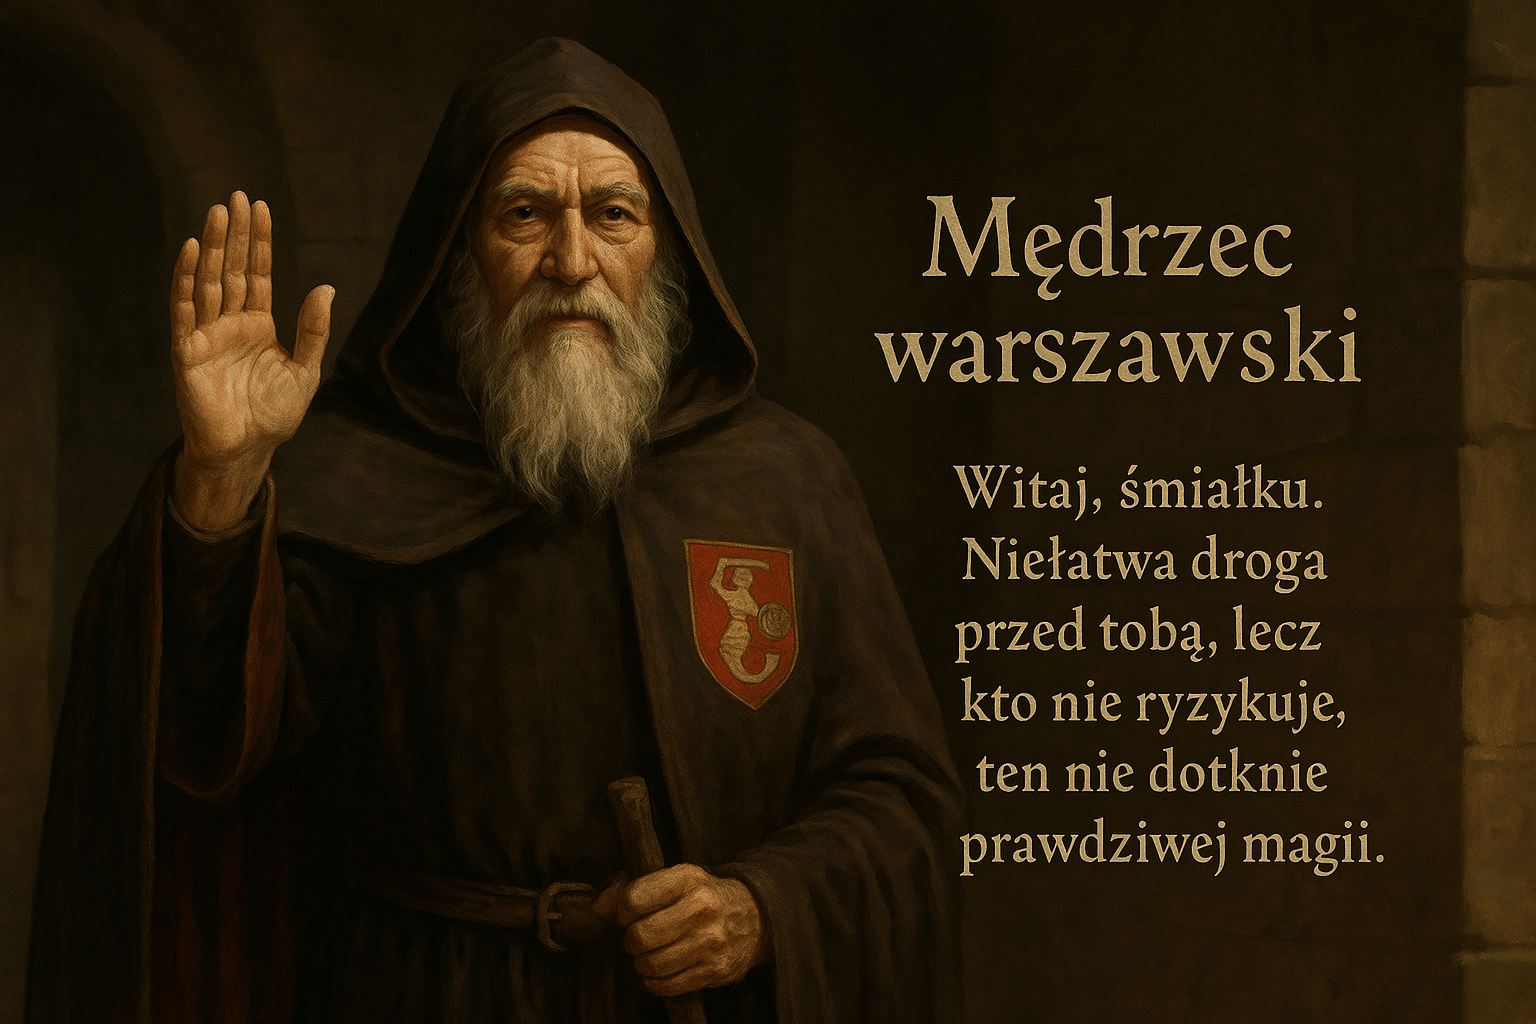 Mędrzec
warszawski
Witaj, śmiałku.
Niełatwa droga
przed tobą, lecz
kto nie ryzykuje,
ten nie dotknie
prawdziwej magii.